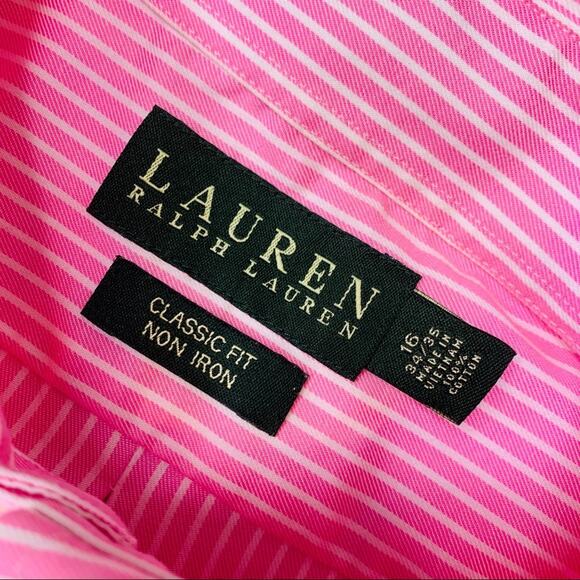 LAUREN
RALPH LAUREN
CLASSIC FIT
NON IRON
16
34/35
MADE IN
VIETNAM
100%
COTTON